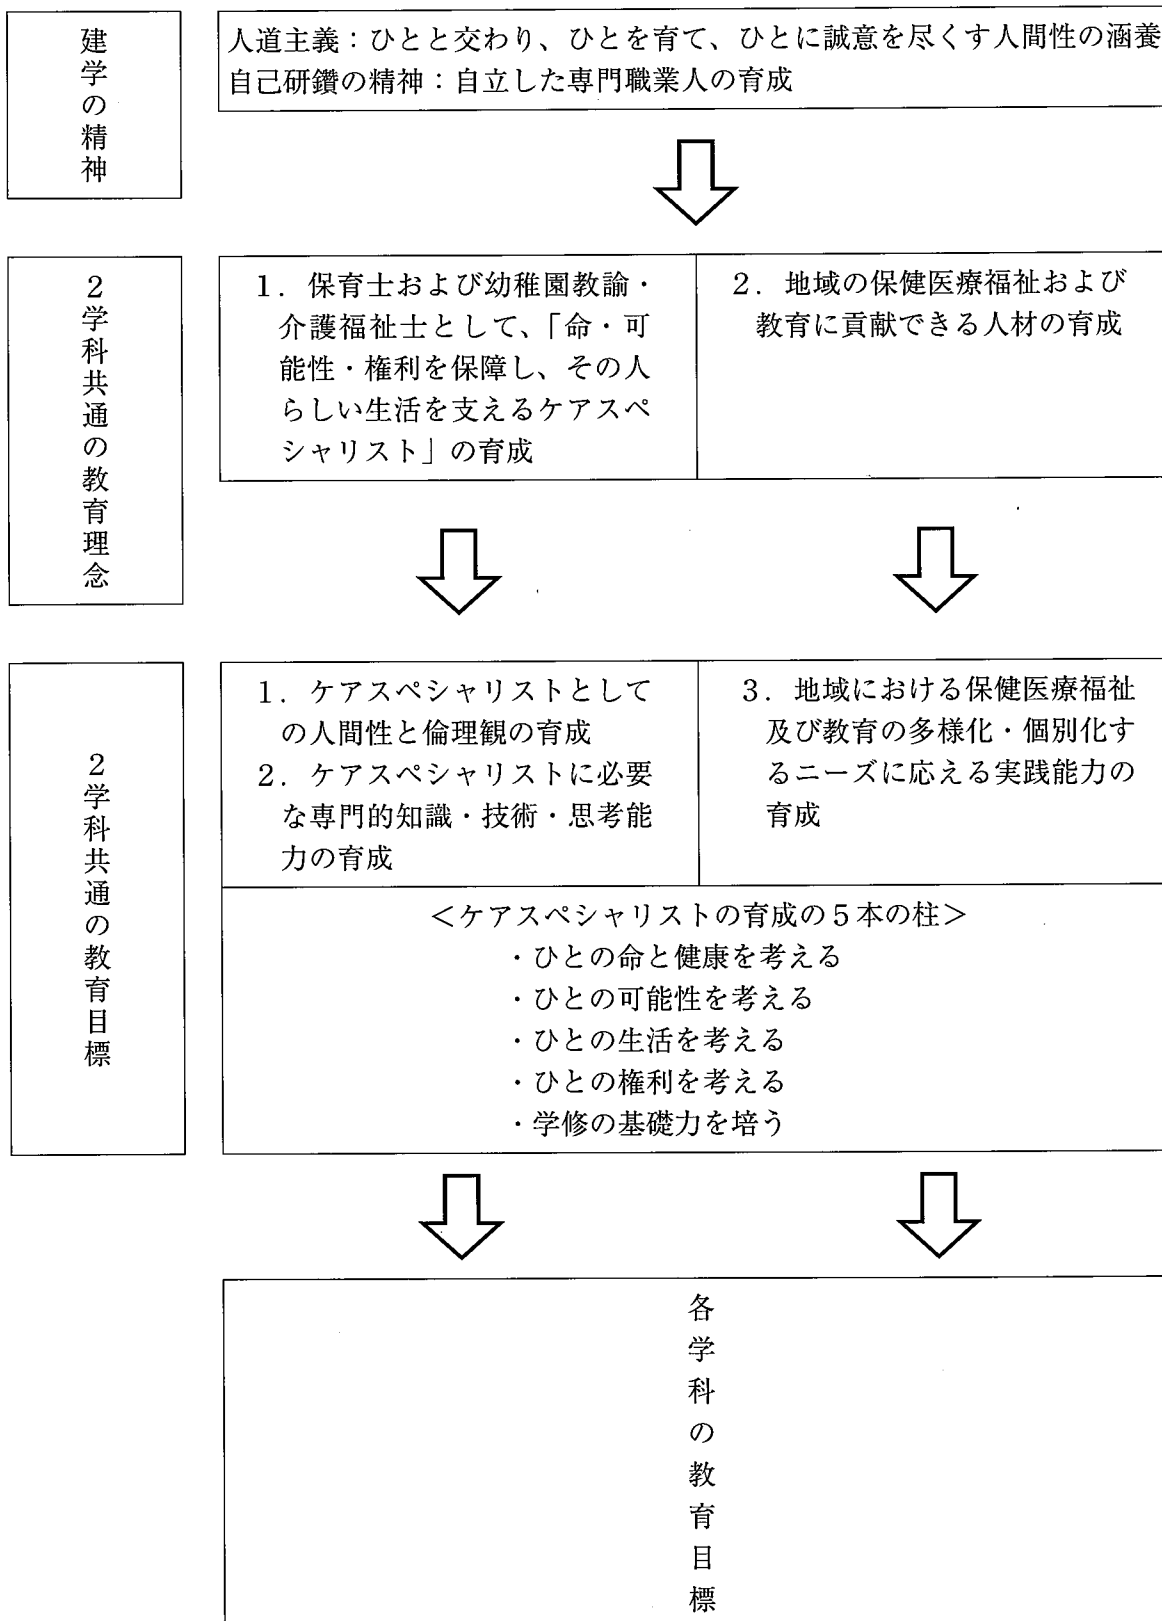 建学の精神
人道主義：ひとと交わり、ひとを育て、ひとに誠意を尽くす人間性の涵養
自己研鑽の精神：自立した専門職業人の育成
2学科共通の教育理念
1．保育士および幼稚園教諭・
介護福祉士として、「命・可
能性・権利を保障し、その人
らしい生活を支えるケアスペ
シャリスト」の育成
2．地域の保健医療福祉および
教育に貢献できる人材の育成
2学科共通の教育目標
1．ケアスペシャリストとして
の人間性と倫理観の育成
2．ケアスペシャリストに必要
な専門的知識・技術・思考能
力の育成
3．地域における保健医療福祉
及び教育の多様化・個別化す
るニーズに応える実践能力の
育成
＜ケアスペシャリストの育成の5本の柱＞
・ひとの命と健康を考える
・ひとの可能性を考える
・ひとの生活を考える
・ひとの権利を考える
・学修の基礎力を培う
各学科の教育目標